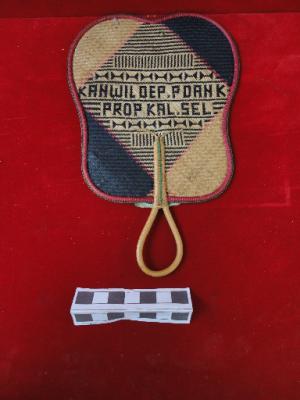 KANWIL DEP. P DAN K
PROP KAL. SEL